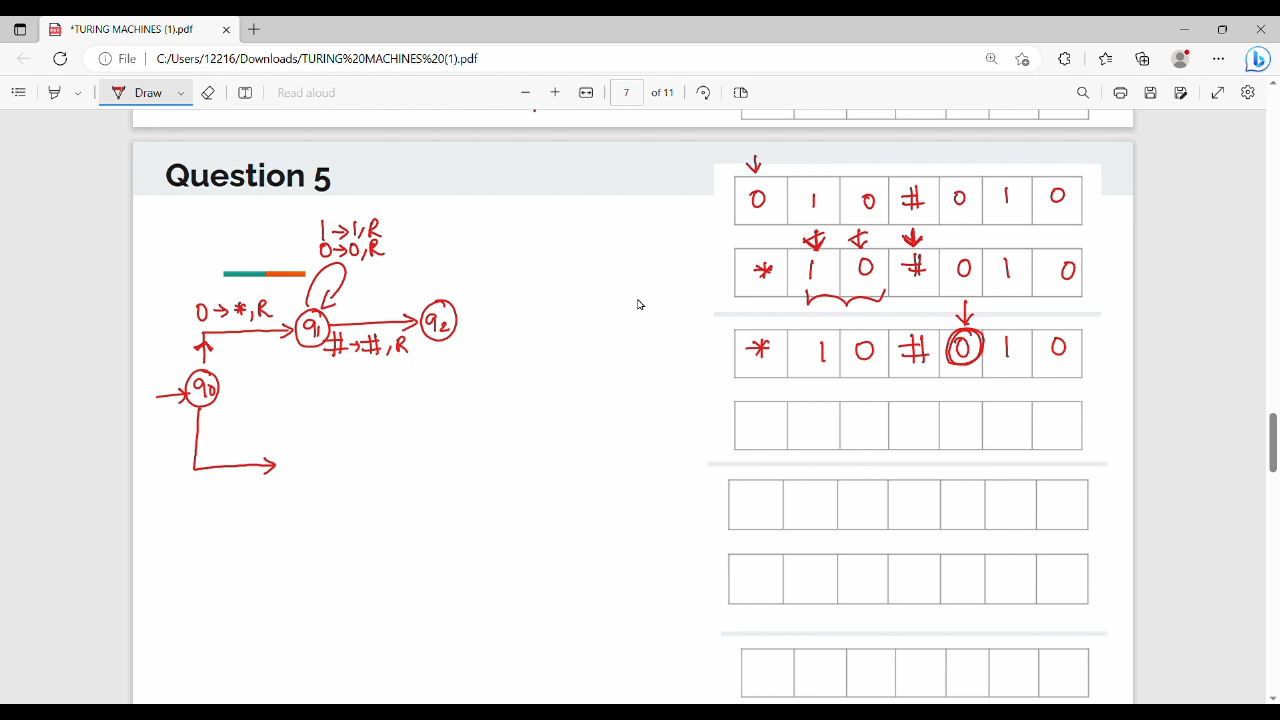 *TURING MACHINES (1).pdf
File
C:/Users/12216/Downloads/TURING%20MACHINES%20(1).pdf
Draw
Read aloud
7 of 11
Question 5
0 1 0 # 0 1 0
* 1 0 # 0 1 0
* 1 0 # 0 1 0
1→1,R
0→0,R
0→*,R
q1
q2
#→#,R
q0